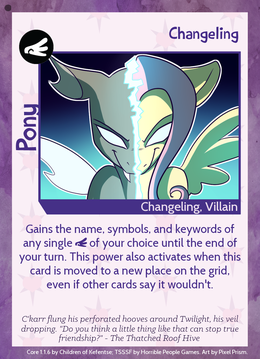 Changeling
Pony
Changeling, Villain
Gains the name, symbols, and keywords of
any single of your choice until the end of
your turn. This power also activates when this
card is moved to a new place on the grid,
even if other cards say it wouldn't.
C'karr flung his perforated hooves around Twilight, his veil
dropping. "Do you think a little thing like that can stop true
friendship?" - The Thatched Roof Hive
Core 1.1.6 by Children of Kefentse; TSSSF by Horrible People Games. Art by Pixel Prism.